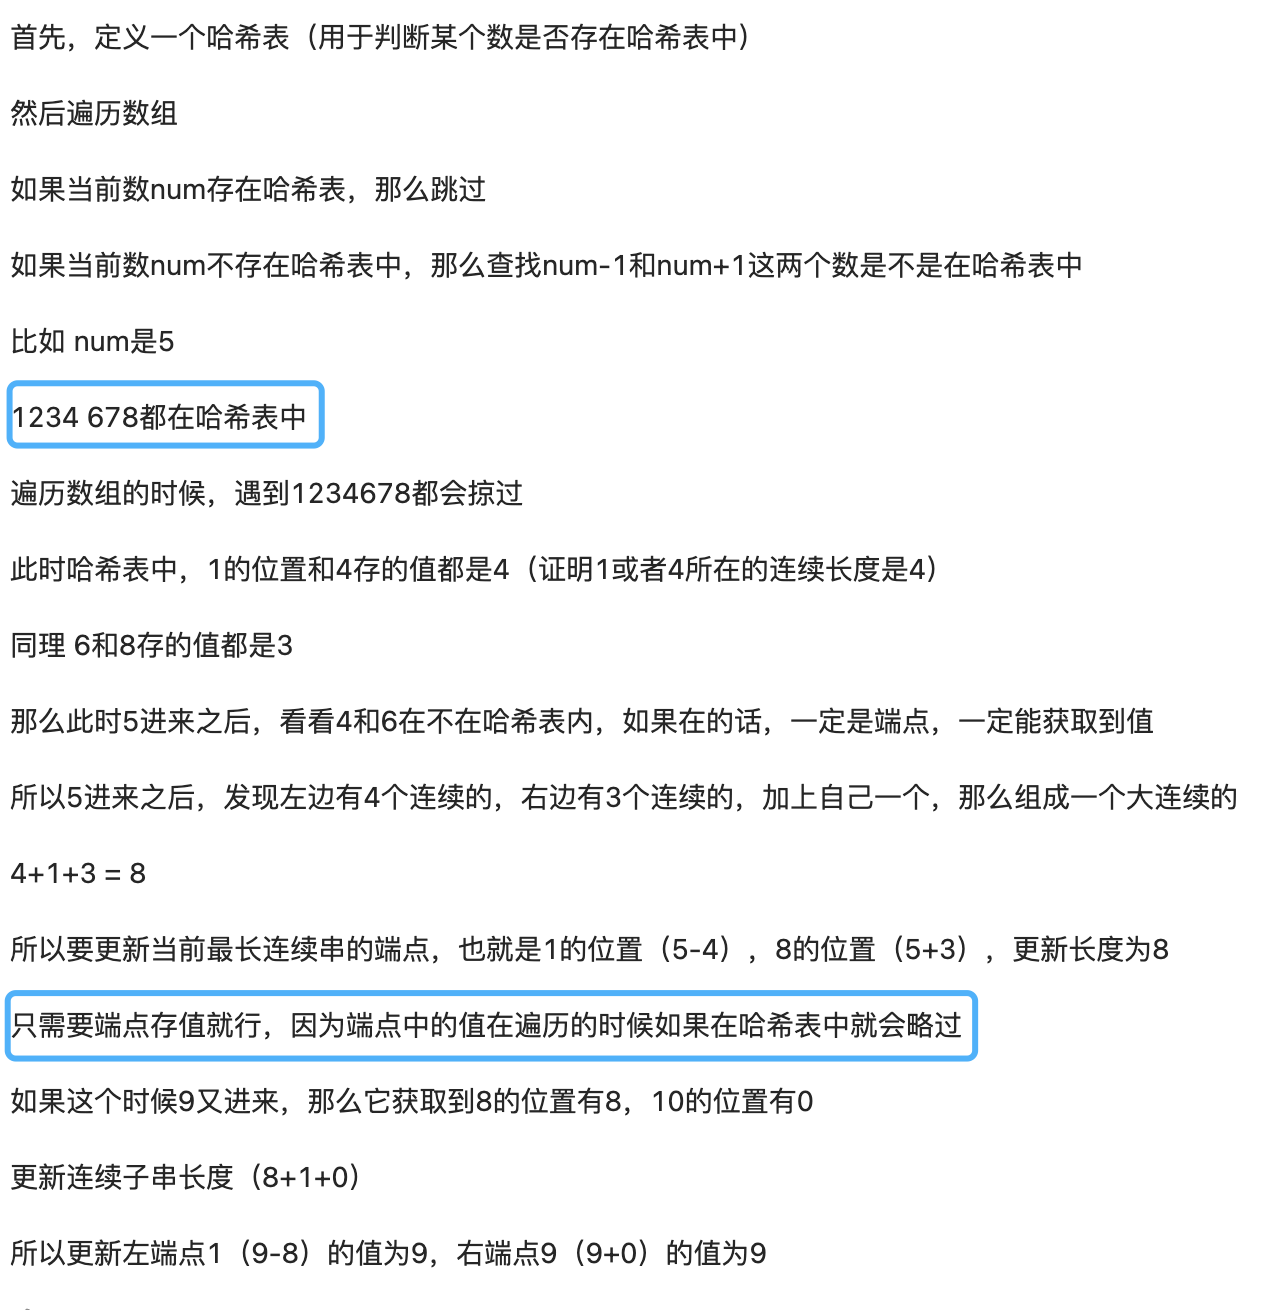 首先，定义一个哈希表（用于判断某个数是否存在哈希表中）
然后遍历数组
如果当前数num存在哈希表，那么跳过
如果当前数num不存在哈希表中，那么查找num-1和num+1这两个数是不是在哈希表中
比如 num是5
1234 678都在哈希表中
遍历数组的时候，遇到1234678都会掠过
此时哈希表中，1的位置和4存的值都是4（证明1或者4所在的连续长度是4）
同理 6和8存的值都是3
那么此时5进来之后，看看4和6在不在哈希表内，如果在的话，一定是端点，一定能获取到值
所以5进来之后，发现左边有4个连续的，右边有3个连续的，加上自己一个，那么组成一个大连续的
4+1+3 = 8
所以要更新当前最长连续串的端点，也就是1的位置（5-4），8的位置（5+3），更新长度为8
只需要端点存值就行，因为端点中的值在遍历的时候如果在哈希表中就会略过
如果这个时候9又进来，那么它获取到8的位置有8，10的位置有0
更新连续子串长度（8+1+0）
所以更新左端点1（9-8）的值为9，右端点9（9+0）的值为9